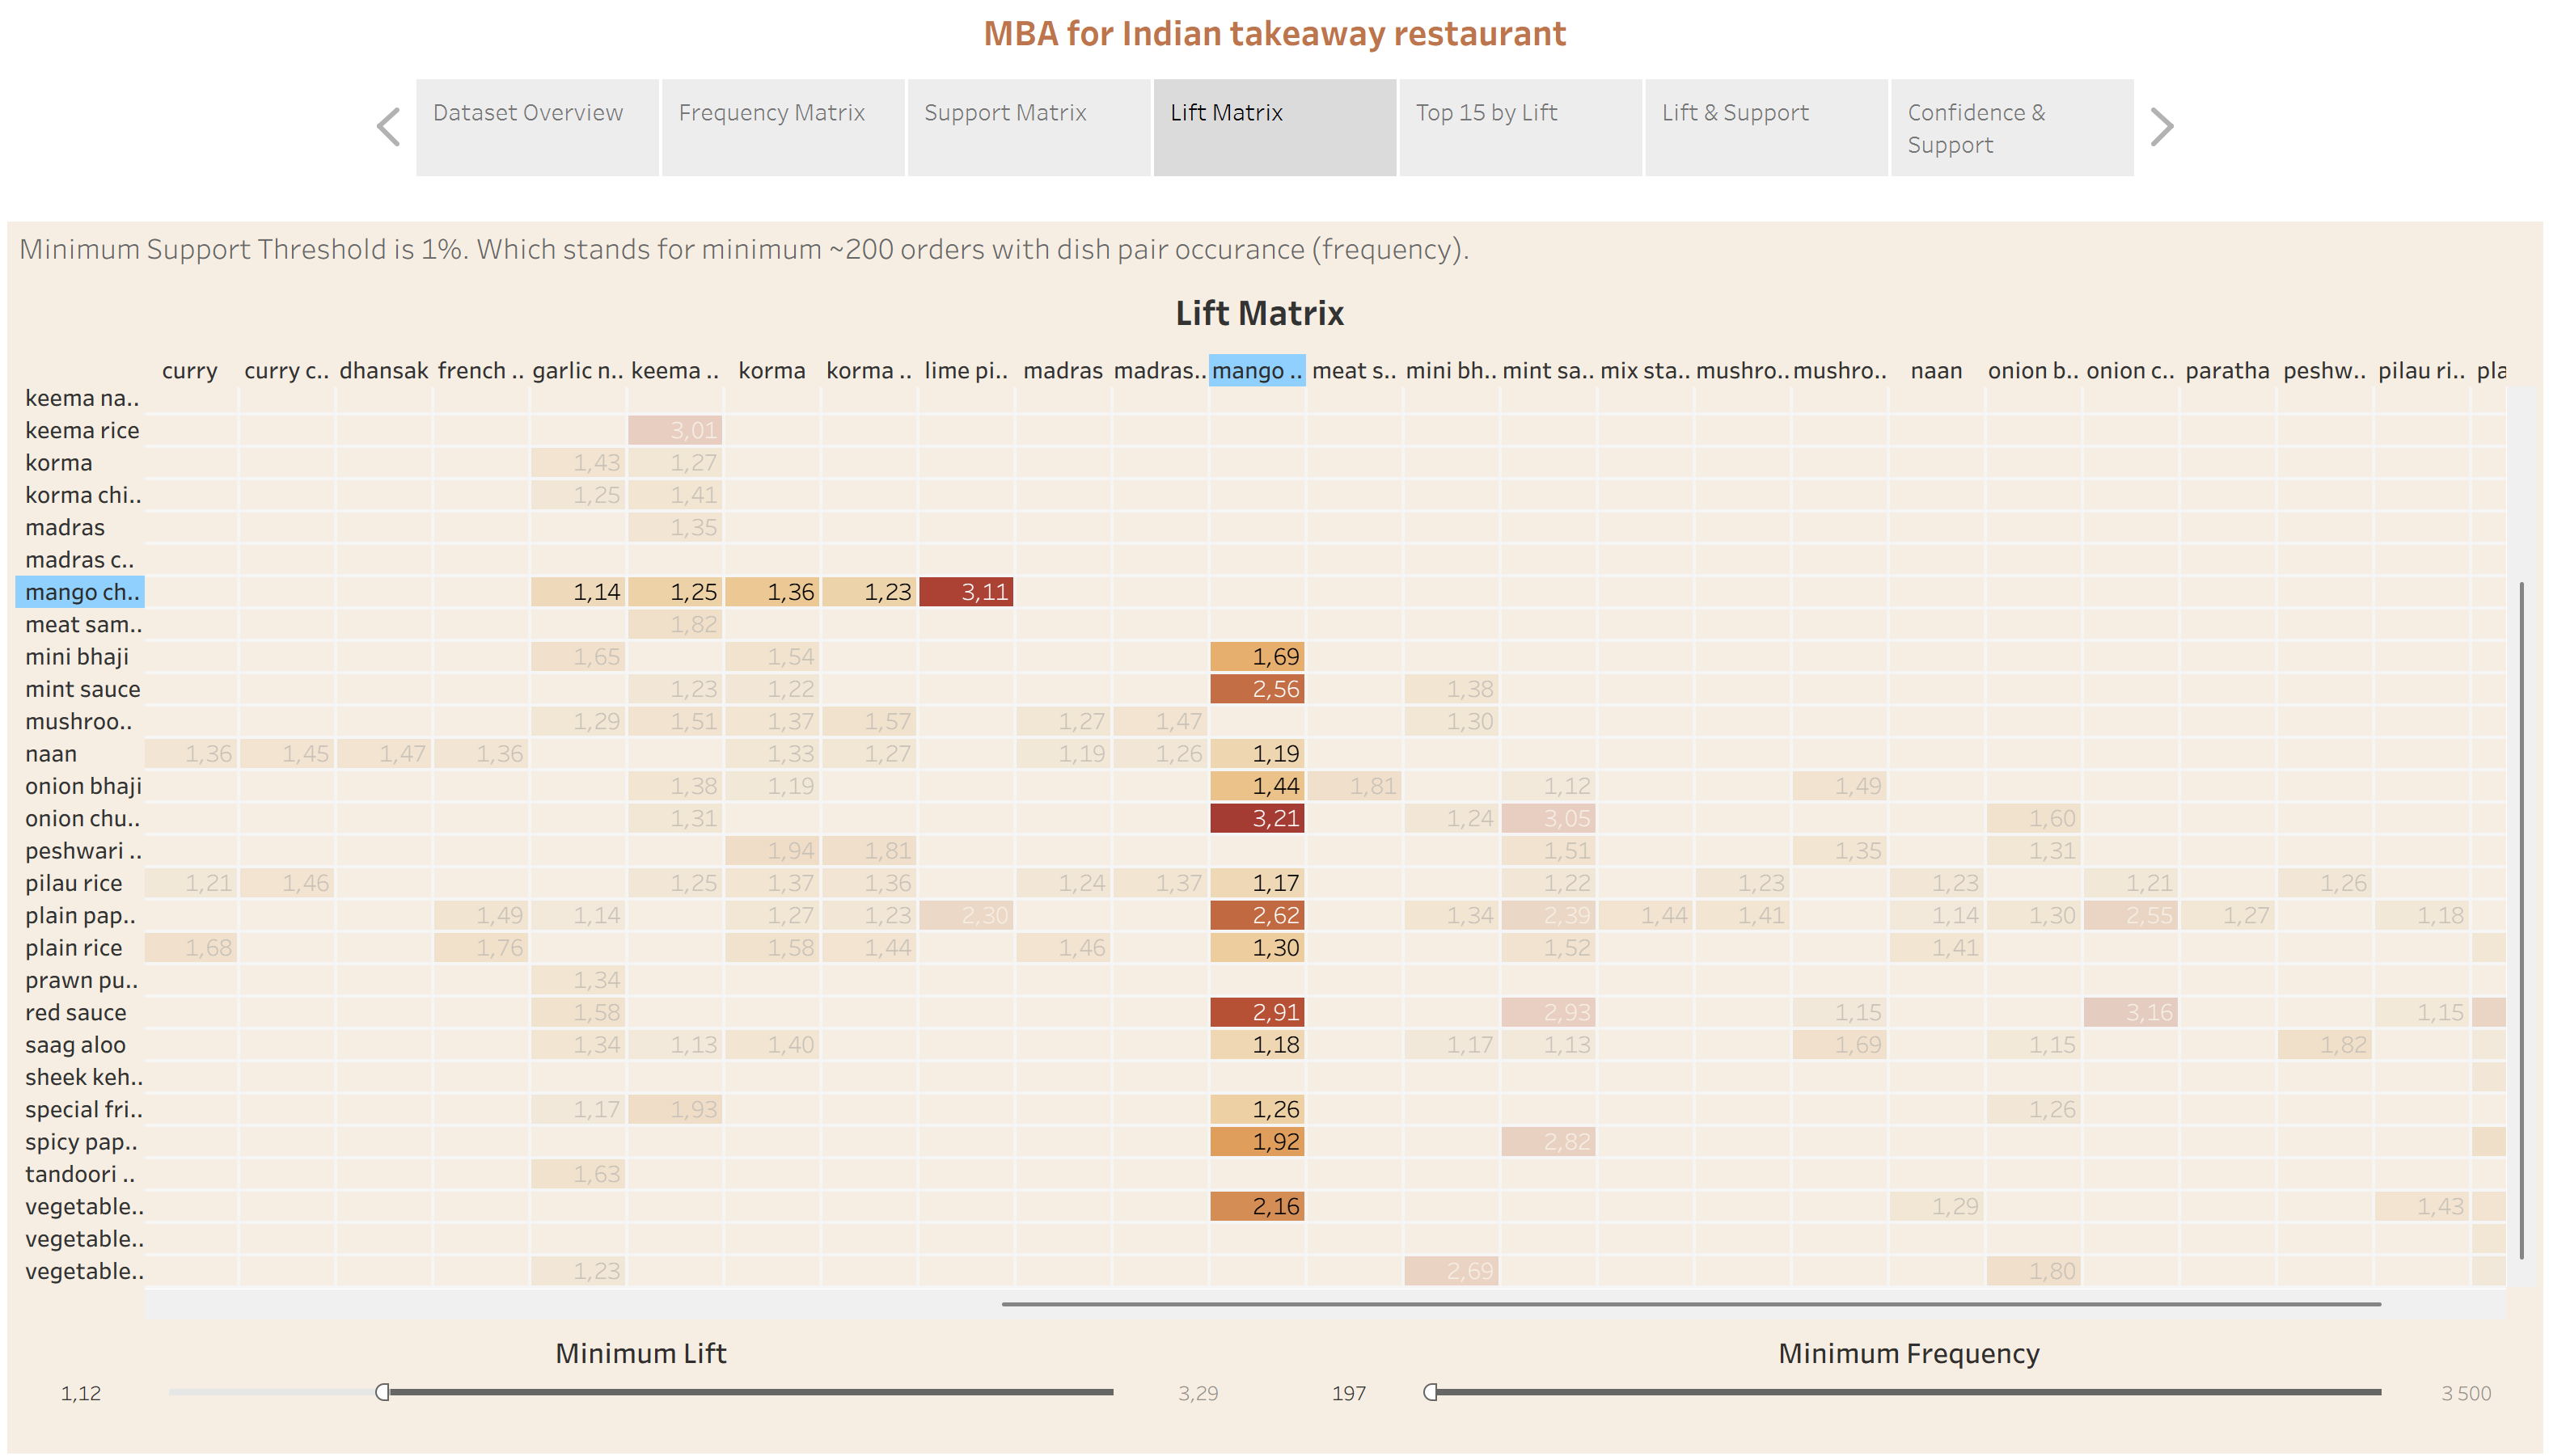 MBA for Indian takeaway restaurant
Dataset Overview Frequency Matrix Support Matrix Lift Matrix Top 15 by Lift Lift & Support Confidence & Support
Minimum Support Threshold is 1%. Which stands for minimum ~200 orders with dish pair occurance (frequency).
Lift Matrix
curry curry c.. dhansak french .. garlic n.. keema .. korma korma .. lime pi.. madras madras.. mango .. meat s.. mini bh.. mint sa.. mix sta.. mushro.. mushro.. naan onion b.. onion c.. paratha peshw.. pilau ri.. pla
keema na..
keema rice 3,01
korma 1,43 1,27
korma chi.. 1,25 1,41
madras 1,35
madras c..
mango ch.. 1,14 1,25 1,36 1,23 3,11
meat sam.. 1,82
mini bhaji 1,65 1,54 1,69
mint sauce 1,23 1,22 2,56 1,38
mushroo.. 1,29 1,51 1,37 1,57 1,27 1,47 1,30
naan 1,36 1,45 1,47 1,36 1,33 1,27 1,19 1,26 1,19
onion bhaji 1,38 1,19 1,44 1,81 1,12 1,49
onion chu.. 1,31 3,21 1,24 3,05 1,60
peshwari .. 1,94 1,81 1,51 1,35 1,31
pilau rice 1,21 1,46 1,25 1,37 1,36 1,24 1,37 1,17 1,22 1,23 1,23 1,21 1,26
plain pap.. 1,49 1,14 1,27 1,23 2,30 2,62 1,34 2,39 1,44 1,41 1,14 1,30 2,55 1,27 1,18
plain rice 1,68 1,76 1,58 1,44 1,46 1,30 1,52 1,41
prawn pu.. 1,34
red sauce 1,58 2,91 2,93 1,15 3,16 1,15
saag aloo 1,34 1,13 1,40 1,18 1,17 1,13 1,69 1,15 1,82
sheek keh..
special fri.. 1,17 1,93 1,26 1,26
spicy pap.. 1,92 2,82
tandoori .. 1,63
vegetable.. 2,16 1,29 1,43
vegetable..
vegetable.. 1,23 2,69 1,80
Minimum Lift Minimum Frequency
1,12 3,29 197 3 500